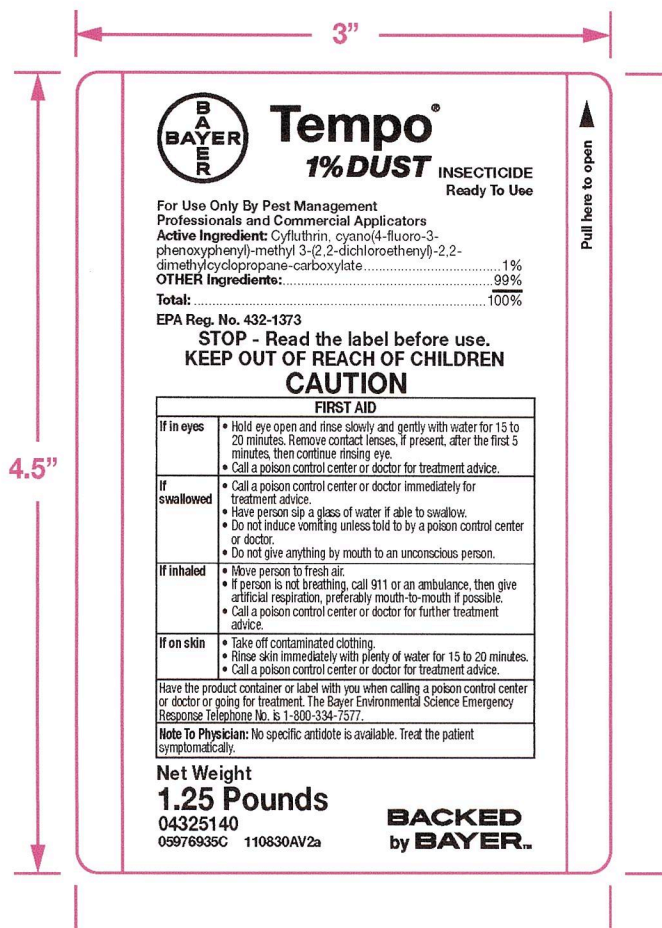 3"
4.5"
BAYER
BAYER
Tempo®
1% DUST INSECTICIDE
Ready To Use
Pull here to open
For Use Only By Pest Management
Professionals and Commercial Applicators
Active Ingredient: Cyfluthrin, cyano(4-fluoro-3-
phenoxyphenyl)-methyl 3-(2,2-dichloroethenyl)-2,2-
dimethylcyclopropane-carboxylate................................1%
OTHER Ingredients:................................................99%
Total: ....................................................................100%
EPA Reg. No. 432-1373
STOP - Read the label before use.
KEEP OUT OF REACH OF CHILDREN
CAUTION
FIRST AID
If in eyes
• Hold eye open and rinse slowly and gently with water for 15 to
20 minutes. Remove contact lenses, if present, after the first 5
minutes, then continue rinsing eye.
• Call a poison control center or doctor for treatment advice.
If
swallowed
• Call a poison control center or doctor immediately for
treatment advice.
• Have person sip a glass of water if able to swallow.
• Do not induce vomiting unless told to by a poison control center
or doctor.
• Do not give anything by mouth to an unconscious person.
If inhaled
• Move person to fresh air.
• If person is not breathing, call 911 or an ambulance, then give
artificial respiration, preferably mouth-to-mouth if possible.
• Call a poison control center or doctor for further treatment
advice.
If on skin
• Take off contaminated clothing.
• Rinse skin immediately with plenty of water for 15 to 20 minutes.
• Call a poison control center or doctor for treatment advice.
Have the product container or label with you when calling a poison control center
or doctor or going for treatment. The Bayer Environmental Science Emergency
Response Telephone No. is 1-800-334-7577.
Note To Physician: No specific antidote is available. Treat the patient
symptomatically.
Net Weight
1.25 Pounds
04325140
05976935C 110830AV2a
BACKED
by BAYER™